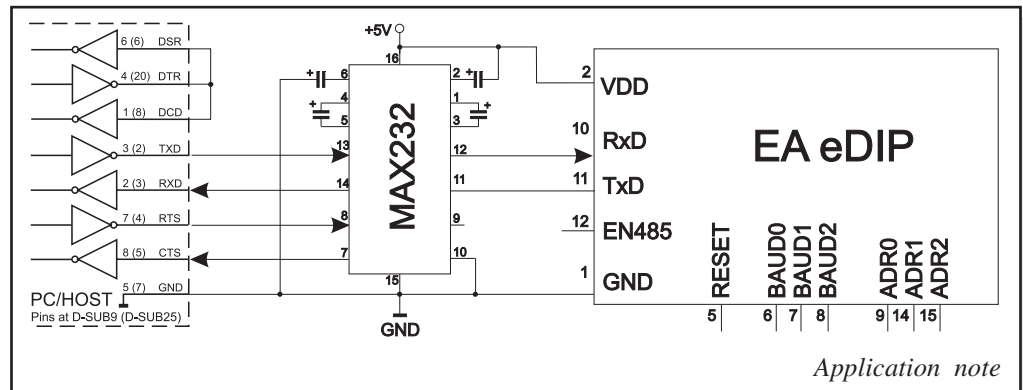 +5V
6 (6) DSR
4 (20) DTR
1 (8) DCD
3 (2) TXD
2 (3) RXD
7 (4) RTS
8 (5) CTS
5 (7) GND
PC/HOST
Pins at D-SUB9 (D-SUB25)
16
+ 6
2 +
+ 4
1 +
5
3
13
12
14
11
8
9
7
10
15
MAX232
GND
2 VDD
10 RxD
11 TxD
12 EN485
1 GND
EA eDIP
RESET
BAUD0
BAUD1
BAUD2
ADR0
ADR1
ADR2
5
6
7
8
9
14
15
Application note